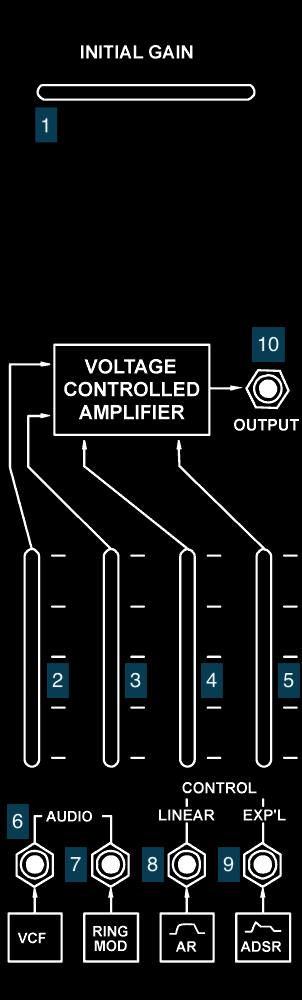 INITIAL GAIN
1
10
VOLTAGE
CONTROLLED
AMPLIFIER
OUTPUT
2
3
4
5
CONTROL
6
AUDIO
LINEAR
EXP'L
7
8
9
VCF
RING
MOD
AR
ADSR